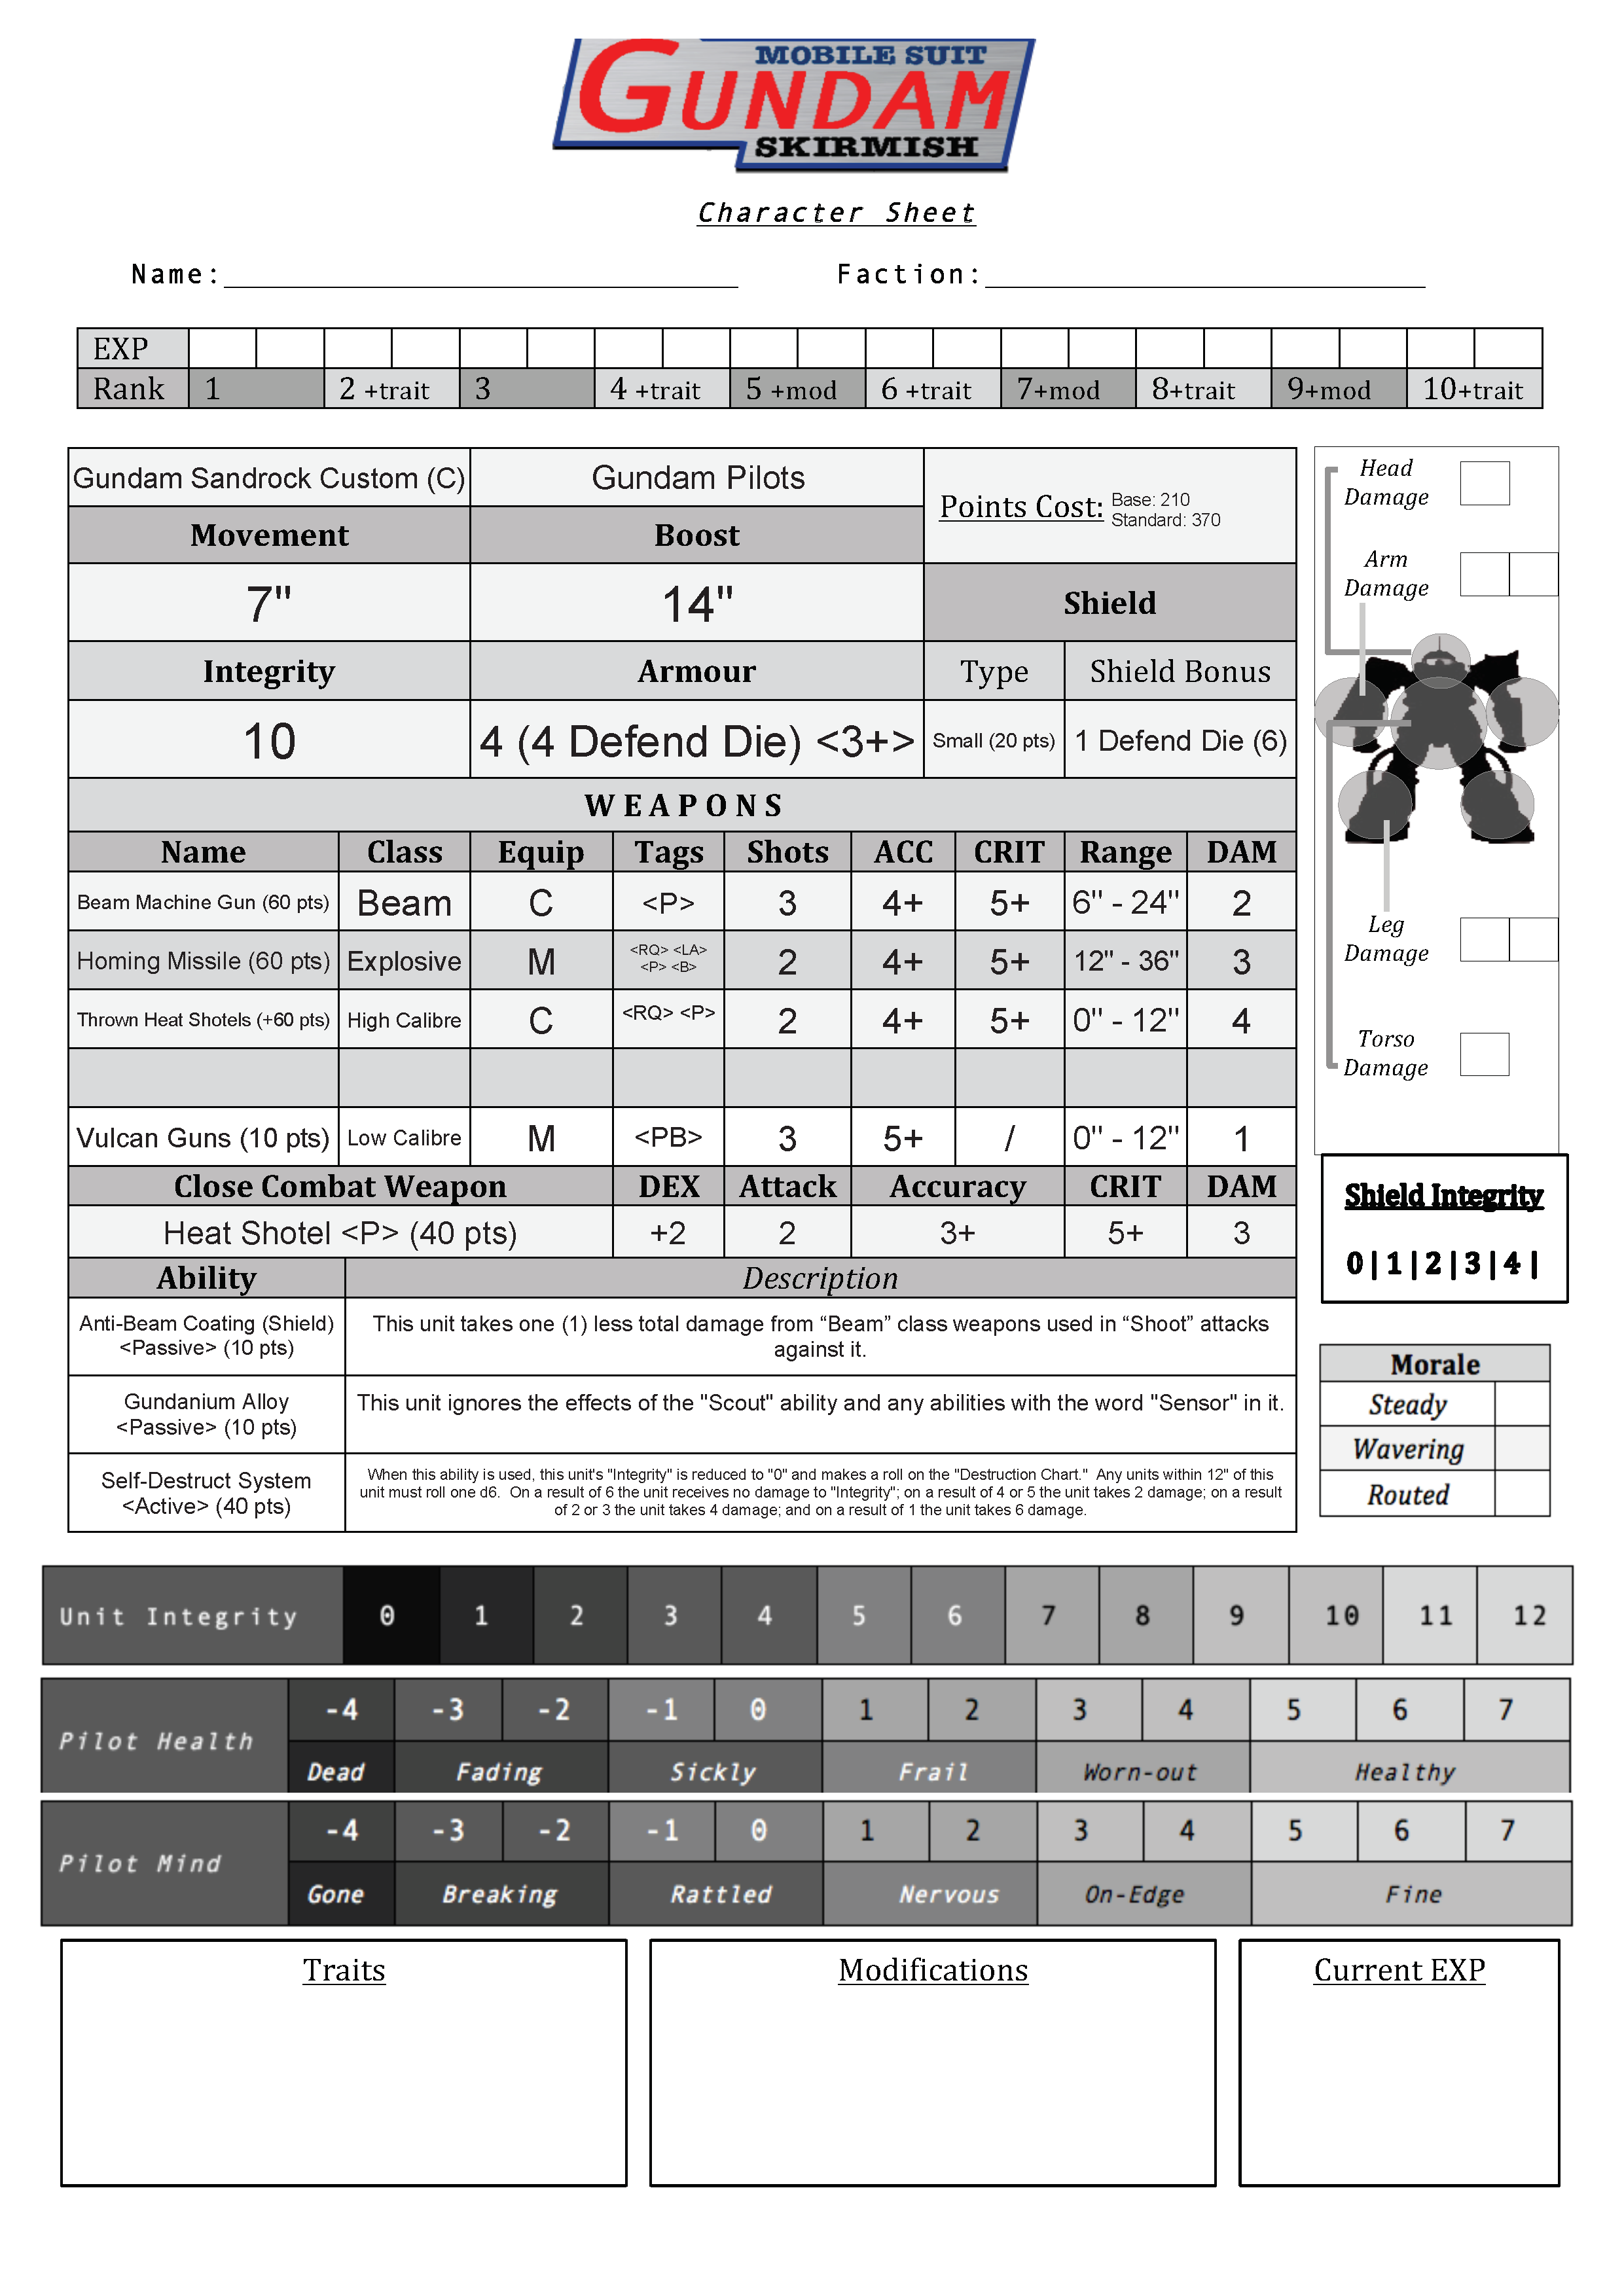 MOBILE SUIT
GUNDAM
SKIRMISH
Character Sheet
Name: Faction:
EXP
Rank 1 2 +trait 3 4 +trait 5 +mod 6 +trait 7+mod 8+trait 9+mod 10+trait
Gundam Sandrock Custom (C) Gundam Pilots
Points Cost: Base: 210
Standard: 370
Movement Boost
7" 14" Shield
Integrity Armour Type Shield Bonus
10 4 (4 Defend Die) <3+> Small (20 pts) 1 Defend Die (6)
WEAPONS
Name Class Equip Tags Shots ACC CRIT Range DAM
Beam Machine Gun (60 pts) Beam C <P> 3 4+ 5+ 6" - 24" 2
Homing Missile (60 pts) Explosive M <RQ> <LA> <P> <B> 2 4+ 5+ 12" - 36" 3
Thrown Heat Shotels (+60 pts) High Calibre C <RQ> <P> 2 4+ 5+ 0" - 12" 4
Vulcan Guns (10 pts) Low Calibre M <PB> 3 5+ / 0" - 12" 1
Close Combat Weapon DEX Attack Accuracy CRIT DAM
Heat Shotel <P> (40 pts) +2 2 3+ 5+ 3
Ability Description
Anti-Beam Coating (Shield)
<Passive> (10 pts)
This unit takes one (1) less total damage from “Beam” class weapons used in “Shoot” attacks
against it.
Gundanium Alloy
<Passive> (10 pts)
This unit ignores the effects of the "Scout" ability and any abilities with the word "Sensor" in it.
Self-Destruct System
<Active> (40 pts)
When this ability is used, this unit's "Integrity" is reduced to "0" and makes a roll on the "Destruction Chart." Any units within 12" of this
unit must roll one d6. On a result of 6 the unit receives no damage to "Integrity"; on a result of 4 or 5 the unit takes 2 damage; on a result
of 2 or 3 the unit takes 4 damage; and on a result of 1 the unit takes 6 damage.
Head
Damage
Arm
Damage
Leg
Damage
Torso
Damage
Shield Integrity
0 | 1 | 2 | 3 | 4 |
Morale
Steady
Wavering
Routed
Unit Integrity 0 1 2 3 4 5 6 7 8 9 10 11 12
Pilot Health -4 -3 -2 -1 0 1 2 3 4 5 6 7
Dead Fading Sickly Frail Worn-out Healthy
Pilot Mind -4 -3 -2 -1 0 1 2 3 4 5 6 7
Gone Breaking Rattled Nervous On-Edge Fine
Traits Modifications Current EXP